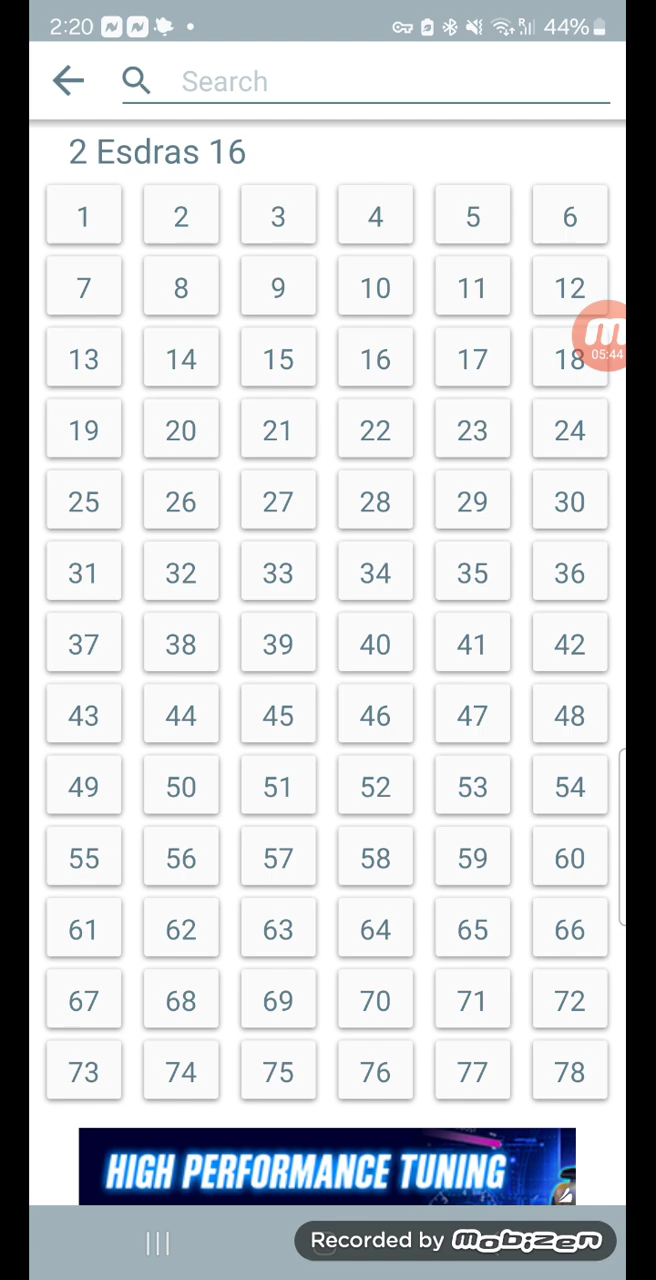 2:20 44%
Search
2 Esdras 16
1 2 3 4 5 6
7 8 9 10 11 12
13 14 15 16 17 18
05:44
19 20 21 22 23 24
25 26 27 28 29 30
31 32 33 34 35 36
37 38 39 40 41 42
43 44 45 46 47 48
49 50 51 52 53 54
55 56 57 58 59 60
61 62 63 64 65 66
67 68 69 70 71 72
73 74 75 76 77 78
HIGH PERFORMANCE TUNING
Recorded by mobizen